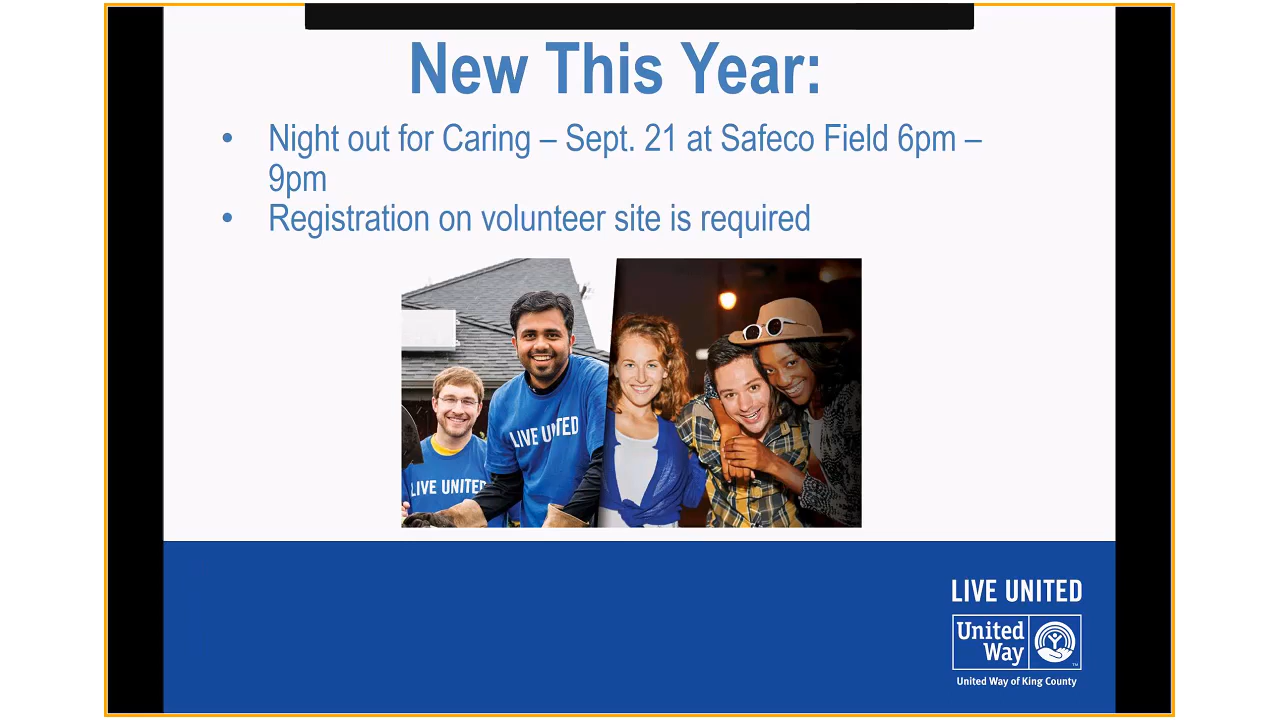 New This Year:
• Night out for Caring – Sept. 21 at Safeco Field 6pm –
9pm
• Registration on volunteer site is required
LIVE UNITED
LIVE UNITED
LIVE UNITED
United
Way
TM
United Way of King County